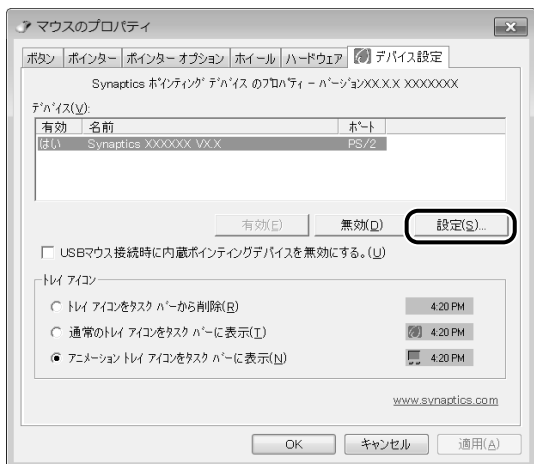 マウスのプロパティ
ボタン ポインター ポインター オプション ホイール ハードウェア デバイス設定
Synaptics ポインティング デバイス のプロパティ - バージョンXX.X.X XXXXXXX
デバイス(V):
有効 名前 ポート
はい Synaptics XXXXXX VX.X PS/2
有効(E) 無効(D) 設定(S)...
USBマウス接続時に内蔵ポインティングデバイスを無効にする。(U)
トレイ アイコン
トレイ アイコンをタスク バーから削除(R) 4:20 PM
通常のトレイ アイコンをタスク バーに表示(T) 4:20 PM
アニメーション トレイ アイコンをタスク バーに表示(N) 4:20 PM
www.synaptics.com
OK キャンセル 適用(A)